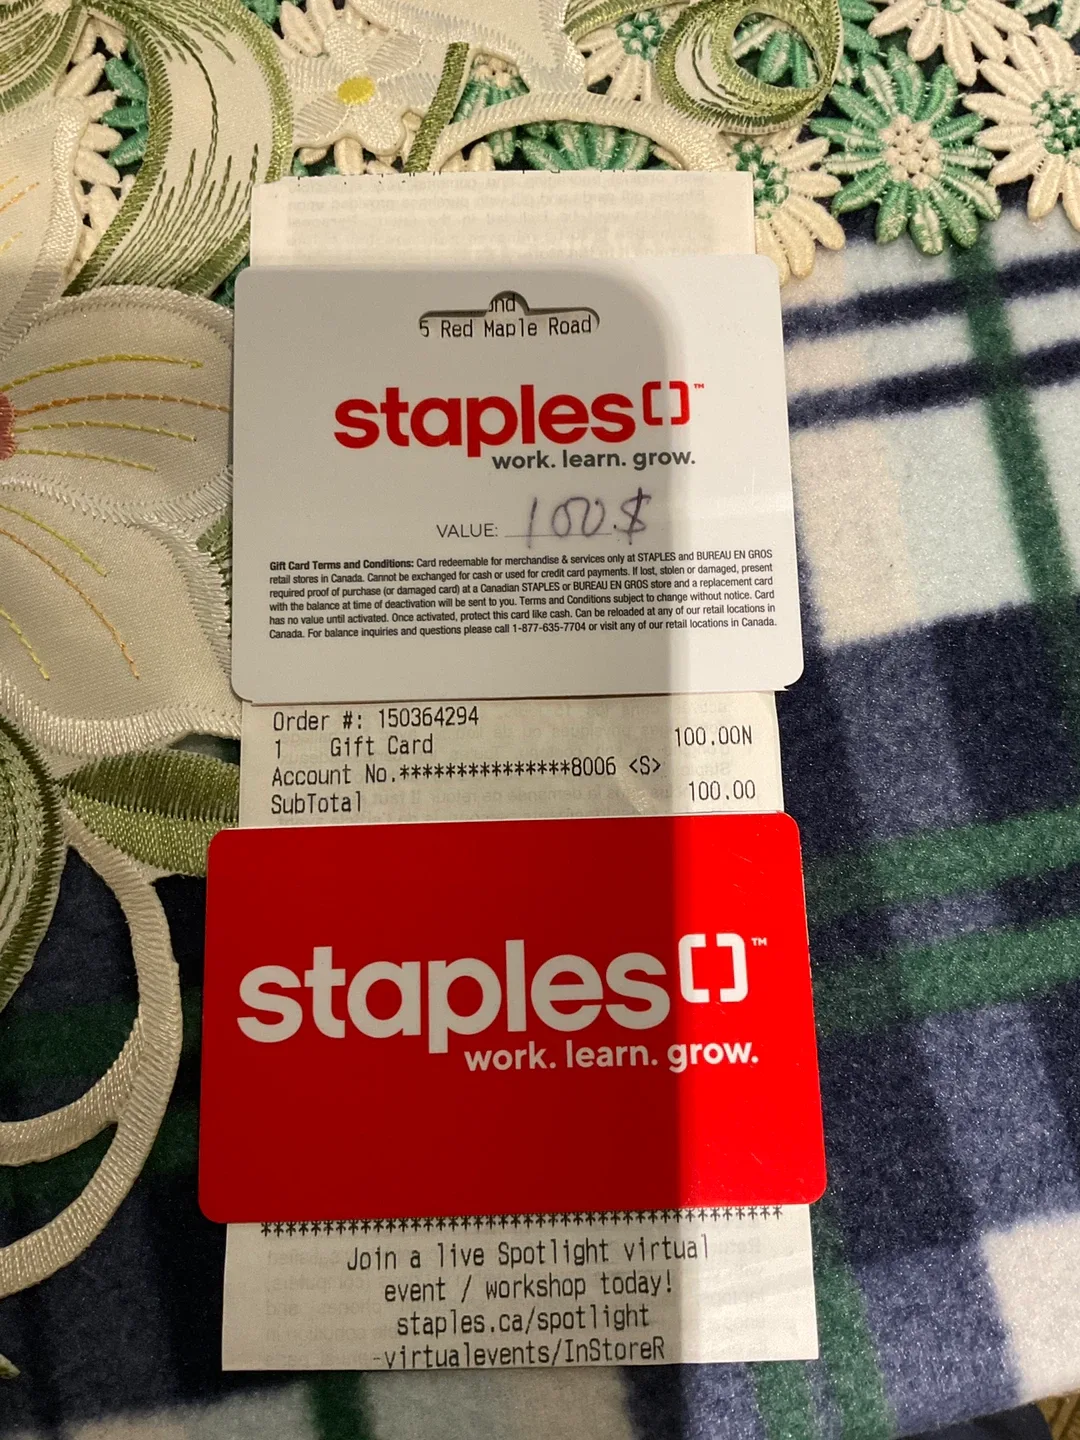 and
5 Red Maple Road
staples™
work. learn. grow.
VALUE: 100$
Gift Card Terms and Conditions: Card redeemable for merchandise & services only at STAPLES and BUREAU EN GROS
retail stores in Canada. Cannot be exchanged for cash or used for credit card payments. If lost, stolen or damaged, present
required proof of purchase (or damaged card) at a Canadian STAPLES or BUREAU EN GROS store and a replacement card
with the balance at time of deactivation will be sent to you. Terms and Conditions subject to change without notice. Card
has no value until activated. Once activated, protect this card like cash. Can be reloaded at any of our retail locations in
Canada. For balance inquiries and questions please call 1-877-635-7704 or visit any of our retail locations in Canada.
Order #: 150364294
1 Gift Card 100.00N
Account No.***************8006 <S>
SubTotal 100.00
staples™
work. learn. grow.
******************************************
Join a live Spotlight virtual
event / workshop today!
staples.ca/spotlight
-virtualevents/InStoreR